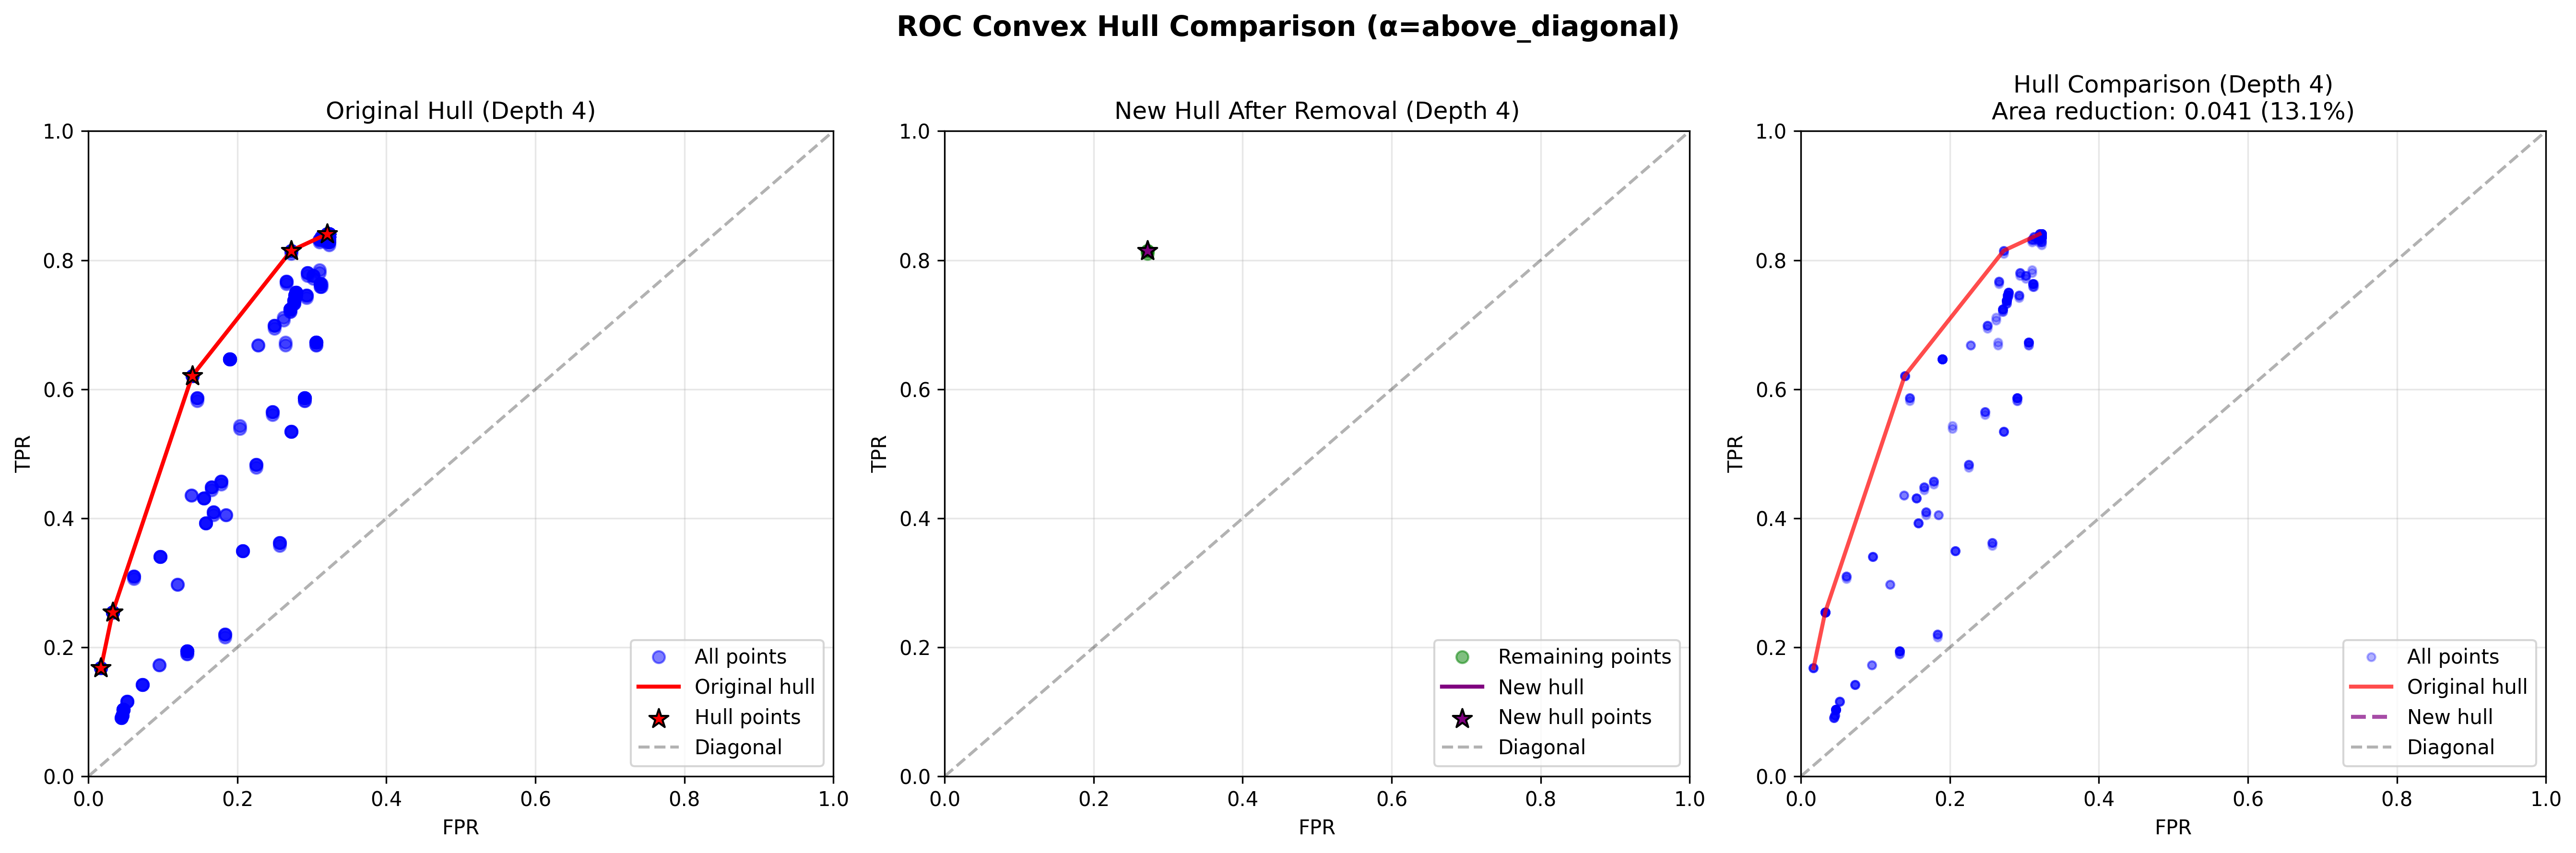 ROC Convex Hull Comparison (α=above_diagonal)
Original Hull (Depth 4)
1.0
0.8
0.6
0.4
0.2
0.0
TPR
0.0 0.2 0.4 0.6 0.8 1.0
FPR
All points
Original hull
Hull points
Diagonal
New Hull After Removal (Depth 4)
1.0
0.8
0.6
0.4
0.2
0.0
TPR
0.0 0.2 0.4 0.6 0.8 1.0
FPR
Remaining points
New hull
New hull points
Diagonal
Hull Comparison (Depth 4)
Area reduction: 0.041 (13.1%)
1.0
0.8
0.6
0.4
0.2
0.0
TPR
0.0 0.2 0.4 0.6 0.8 1.0
FPR
All points
Original hull
New hull
Diagonal